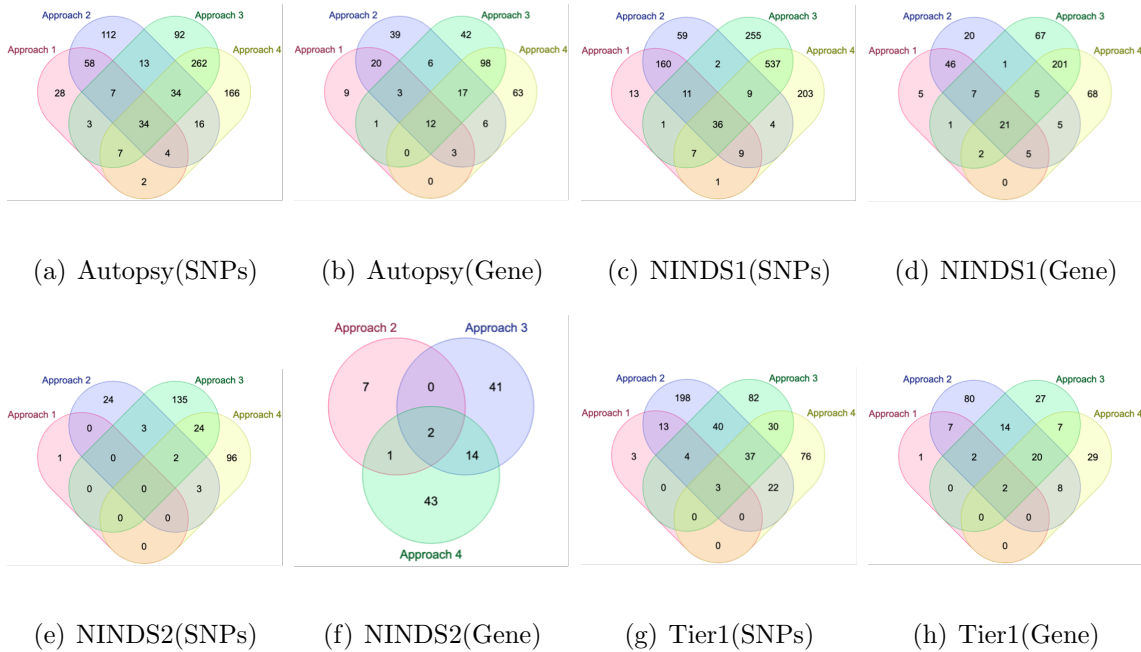 Approach 2 Approach 3
112 92
Approach 1 Approach 4
58 13 262
28 7 34 166
3 34 16
7 4
2
(a) Autopsy(SNPs)
Approach 2 Approach 3
39 42
Approach 1 Approach 4
20 6 98
9 3 17 63
1 12 6
0 3
0
(b) Autopsy(Gene)
Approach 2 Approach 3
59 255
Approach 1 Approach 4
160 2 537
13 11 9 203
1 36 4
7 9
1
(c) NINDS1(SNPs)
Approach 2 Approach 3
20 67
Approach 1 Approach 4
46 1 201
5 7 5 68
1 21 5
2 5
0
(d) NINDS1(Gene)
Approach 2 Approach 3
24 135
Approach 1 Approach 4
0 3 24
1 0 2 96
0 0 3
0 0
0
(e) NINDS2(SNPs)
Approach 2 Approach 3
7 0 41
2
1 14
43
Approach 4
(f) NINDS2(Gene)
Approach 2 Approach 3
198 82
Approach 1 Approach 4
13 40 30
3 4 37 76
0 3 22
0 0
0
(g) Tier1(SNPs)
Approach 2 Approach 3
80 27
Approach 1 Approach 4
7 14 7
1 2 20 29
0 2 8
0 0
0
(h) Tier1(Gene)